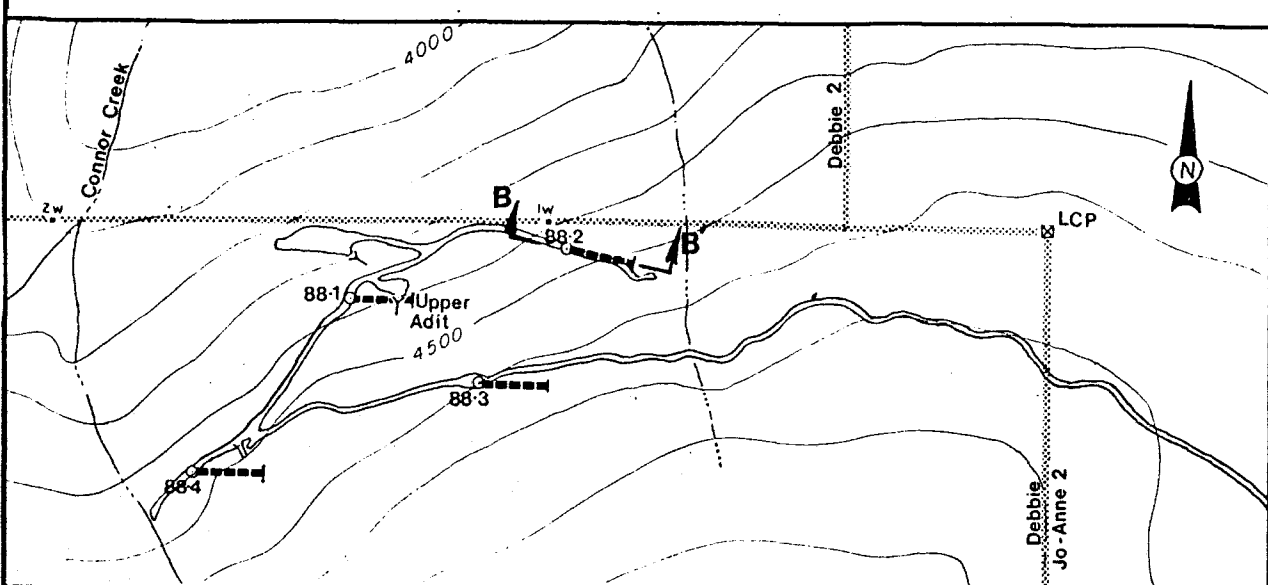 4000
Connor Creek
Debbie 2
N
2w
B
1w
LCP
88·2
B'
88·1
Upper
Adit
4500
88·3
88·4
Debbie
Jo-Anne 2